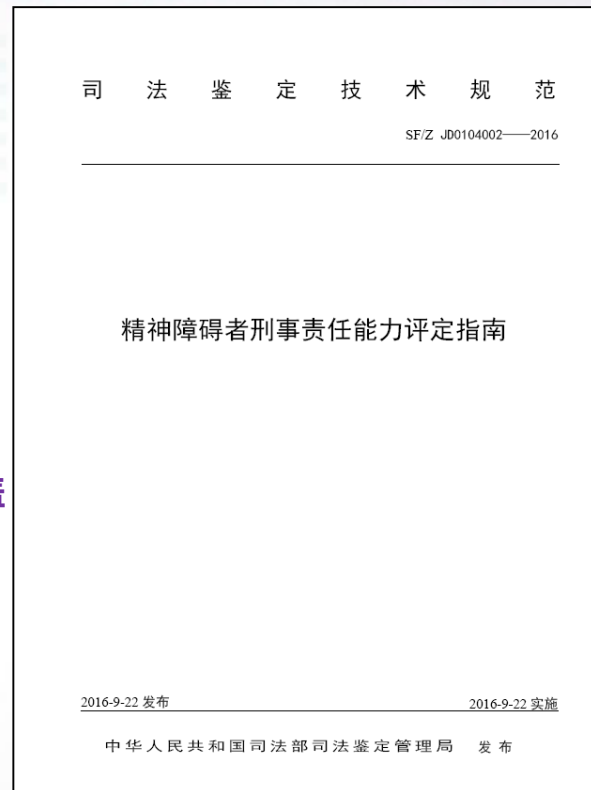 司法鉴定技术规范
SF/Z JD0104002——2016
精神障碍者刑事责任能力评定指南
2016-9-22 发布
2016-9-22 实施
中华人民共和国司法部司法鉴定管理局 发布